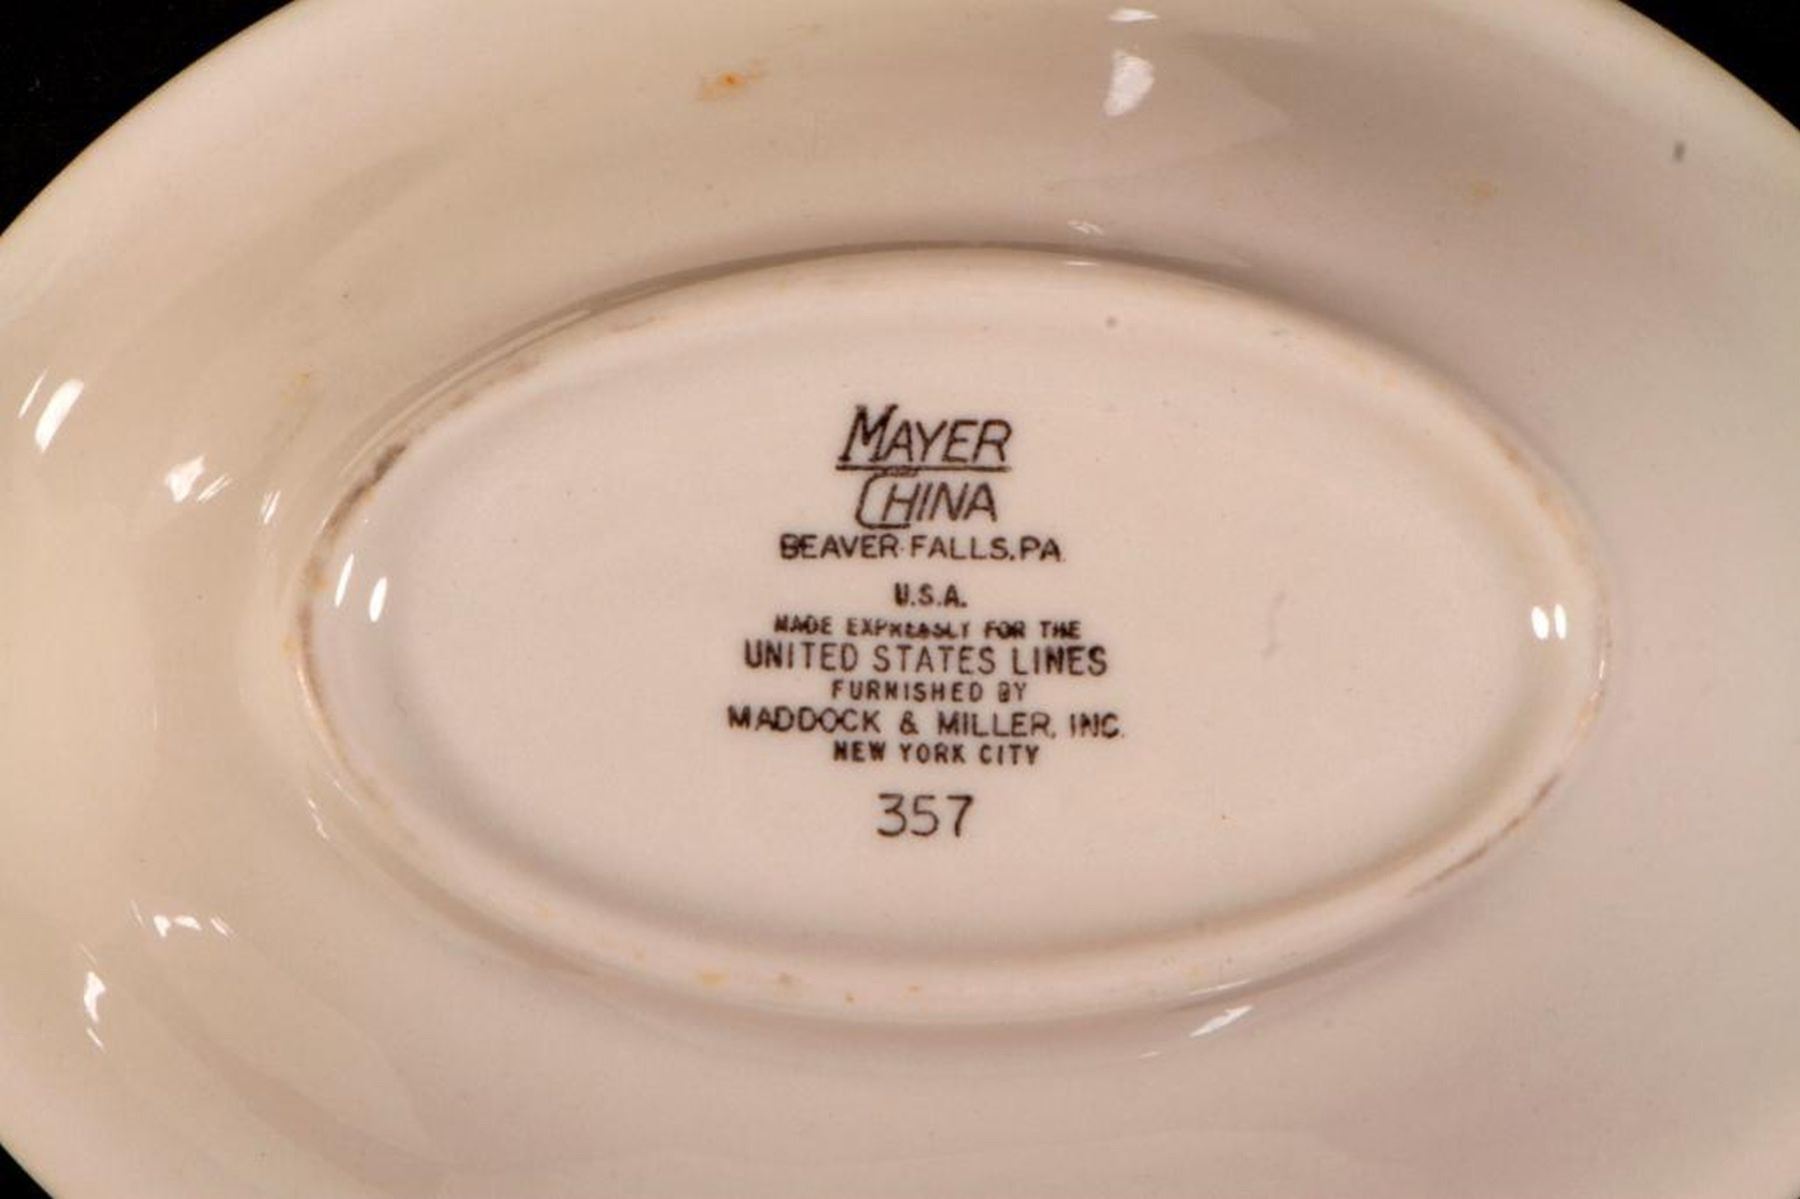 MAYER
CHINA
BEAVER FALLS, PA.
U.S.A.
MADE EXPRESSLY FOR THE
UNITED STATES LINES
FURNISHED BY
MADDOCK & MILLER, INC.
NEW YORK CITY
357